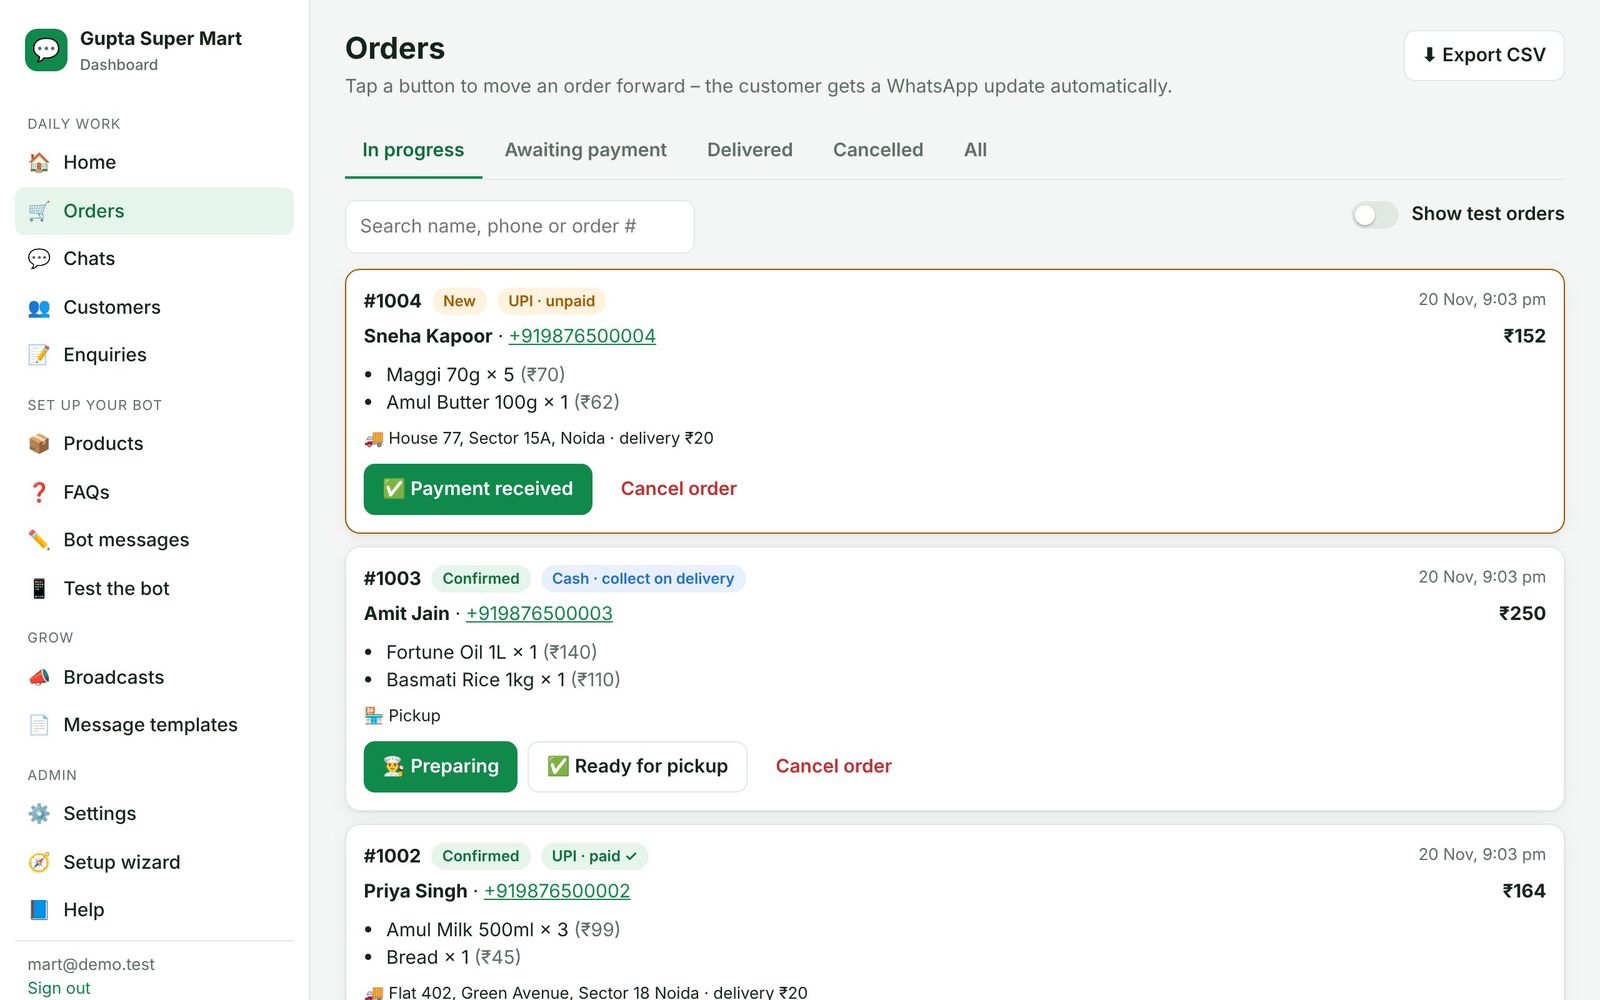 Gupta Super Mart
Dashboard
DAILY WORK
Home
Orders
Chats
Customers
Enquiries
SET UP YOUR BOT
Products
FAQs
Bot messages
Test the bot
GROW
Broadcasts
Message templates
ADMIN
Settings
Setup wizard
Help
mart@demo.test
Sign out
Orders
Tap a button to move an order forward – the customer gets a WhatsApp update automatically.
⬇ Export CSV
In progress Awaiting payment Delivered Cancelled All
Search name, phone or order #
Show test orders
#1004 New UPI · unpaid 20 Nov, 9:03 pm
Sneha Kapoor · +919876500004 ₹152
• Maggi 70g × 5 (₹70)
• Amul Butter 100g × 1 (₹62)
🚚 House 77, Sector 15A, Noida · delivery ₹20
✅ Payment received Cancel order
#1003 Confirmed Cash · collect on delivery 20 Nov, 9:03 pm
Amit Jain · +919876500003 ₹250
• Fortune Oil 1L × 1 (₹140)
• Basmati Rice 1kg × 1 (₹110)
🏪 Pickup
👨‍🍳 Preparing ✅ Ready for pickup Cancel order
#1002 Confirmed UPI · paid ✓ 20 Nov, 9:03 pm
Priya Singh · +919876500002 ₹164
• Amul Milk 500ml × 3 (₹99)
• Bread × 1 (₹45)
🚚 Flat 402, Green Avenue, Sector 18 Noida · delivery ₹20